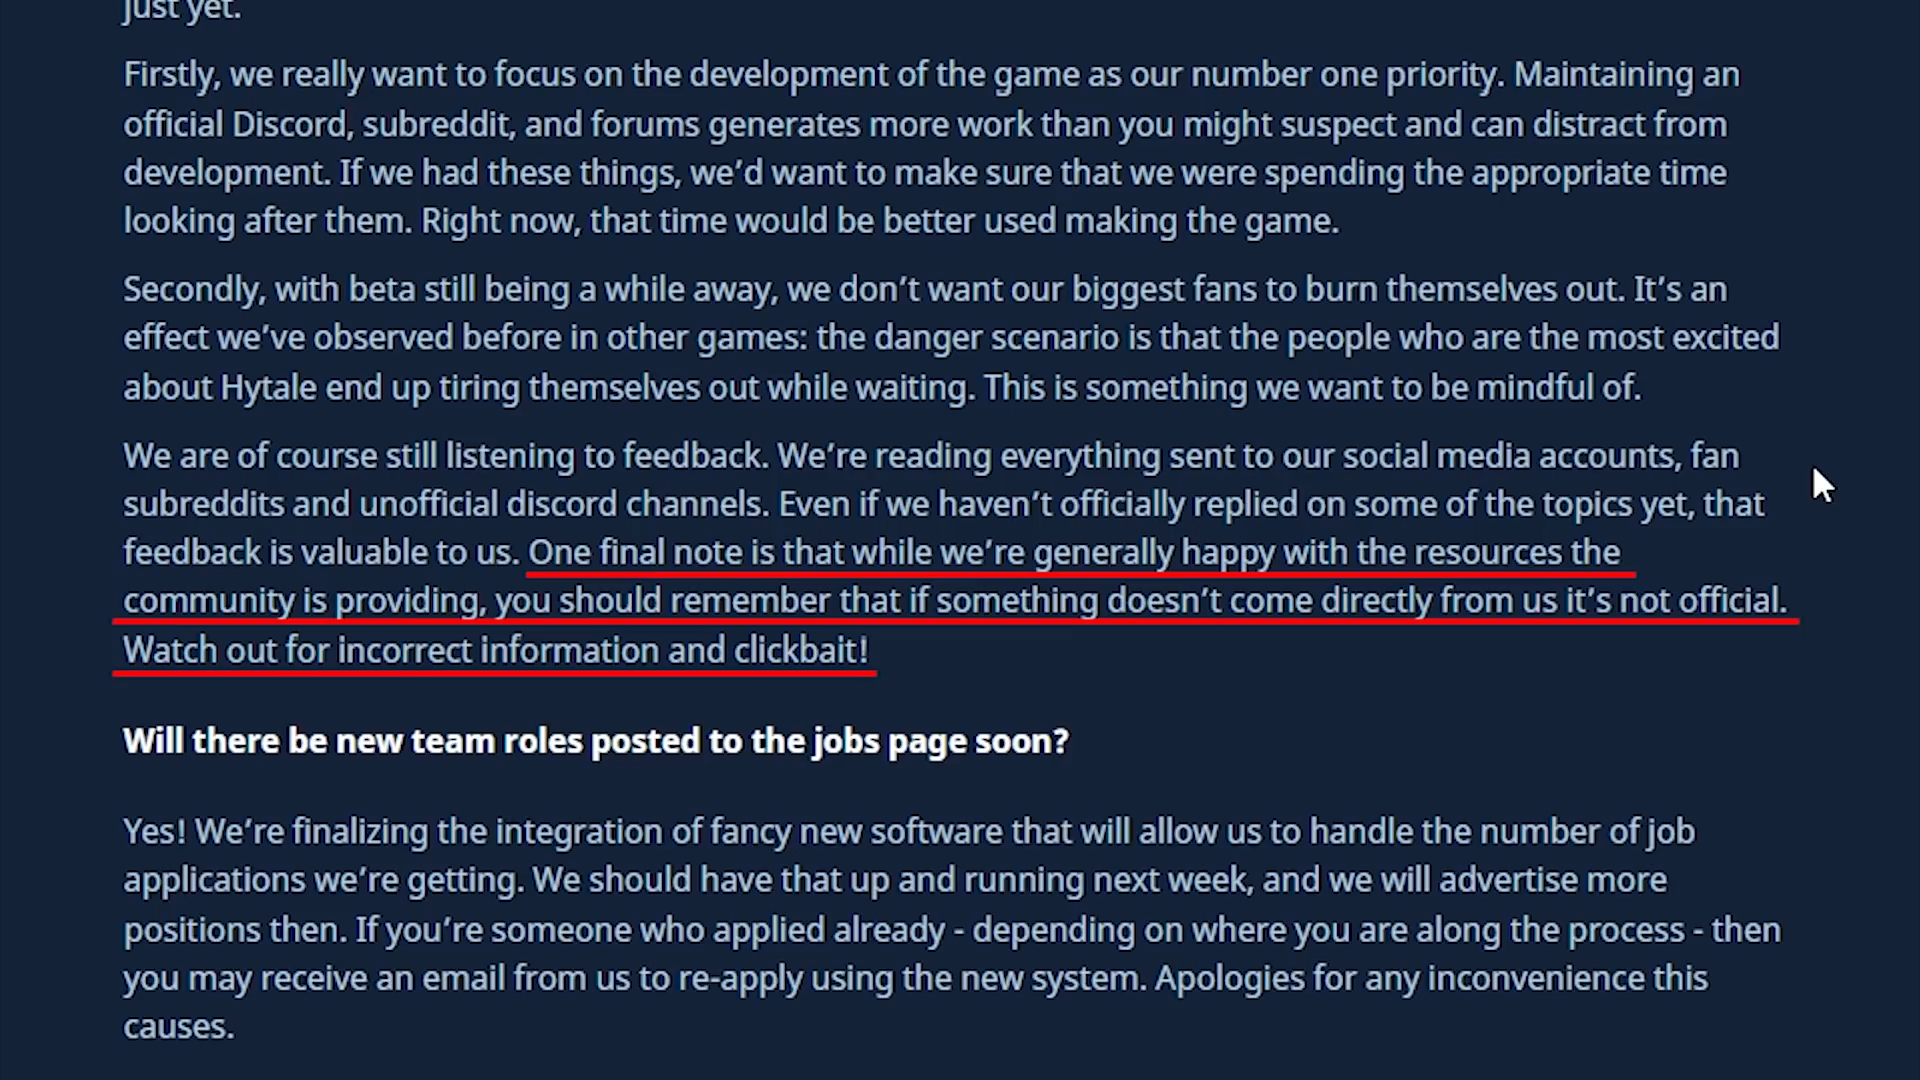 just yet.
Firstly, we really want to focus on the development of the game as our number one priority. Maintaining an
official Discord, subreddit, and forums generates more work than you might suspect and can distract from
development. If we had these things, we’d want to make sure that we were spending the appropriate time
looking after them. Right now, that time would be better used making the game.
Secondly, with beta still being a while away, we don’t want our biggest fans to burn themselves out. It’s an
effect we’ve observed before in other games: the danger scenario is that the people who are the most excited
about Hytale end up tiring themselves out while waiting. This is something we want to be mindful of.
We are of course still listening to feedback. We’re reading everything sent to our social media accounts, fan
subreddits and unofficial discord channels. Even if we haven’t officially replied on some of the topics yet, that
feedback is valuable to us. One final note is that while we’re generally happy with the resources the
community is providing, you should remember that if something doesn’t come directly from us it’s not official.
Watch out for incorrect information and clickbait!
Will there be new team roles posted to the jobs page soon?
Yes! We’re finalizing the integration of fancy new software that will allow us to handle the number of job
applications we’re getting. We should have that up and running next week, and we will advertise more
positions then. If you’re someone who applied already - depending on where you are along the process - then
you may receive an email from us to re-apply using the new system. Apologies for any inconvenience this
causes.